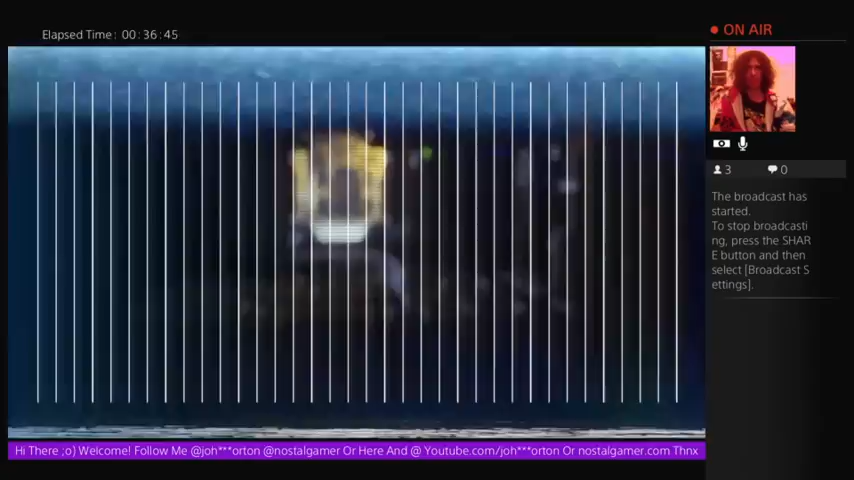 Elapsed Time: 00:36:45
ON AIR
3 0
The broadcast has
started.
To stop broadcasti
ng, press the SHAR
E button and then
select [Broadcast S
ettings].
Hi There ;o) Welcome! Follow Me @joh***orton @nostalgamer Or Here And @ Youtube.com/joh***orton Or nostalgamer.com Thnx